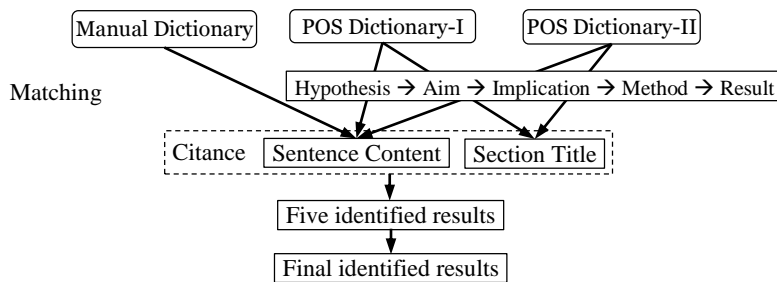 Manual Dictionary
POS Dictionary-I
POS Dictionary-II
Hypothesis → Aim → Implication → Method → Result
Matching
Citance
Sentence Content
Section Title
Five identified results
Final identified results